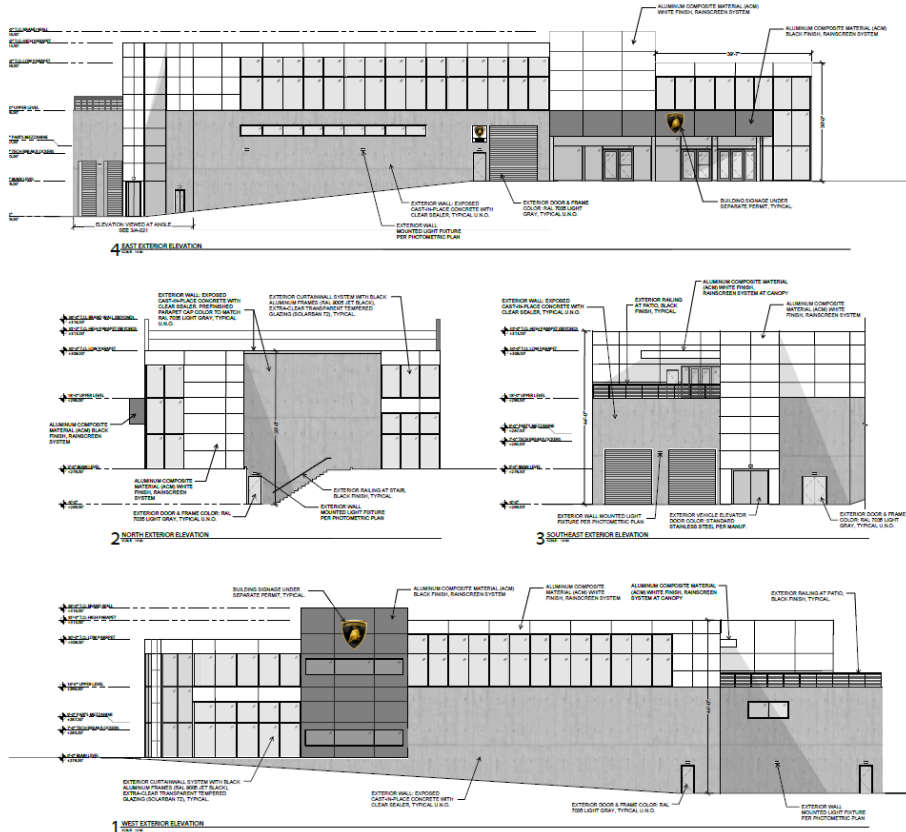 ALUMINUM COMPOSITE MATERIAL (ACM)
WHITE FINISH, RAINSCREEN SYSTEM
ALUMINUM COMPOSITE MATERIAL (ACM)
BLACK FINISH, RAINSCREEN SYSTEM
39'-7"
30'-0"
UPPER LEVEL
PARTS MEZZANINE
MAIN LEVEL
ELEVATION VIEWED AT ANGLE
SEE 3/A-221
EXTERIOR WALL: EXPOSED
CAST-IN-PLACE CONCRETE WITH
CLEAR SEALER, TYPICAL U.N.O.
EXTERIOR WALL
MOUNTED LIGHT FIXTURE
PER PHOTOMETRIC PLAN
EXTERIOR DOOR & FRAME
COLOR: RAL 7035 LIGHT
GRAY, TYPICAL U.N.O.
BUILDING SIGNAGE UNDER
SEPARATE PERMIT, TYPICAL.
4 EAST EXTERIOR ELEVATION
EXTERIOR WALL: EXPOSED
CAST-IN-PLACE CONCRETE WITH
CLEAR SEALER. PREFINISHED
PARAPET CAP COLOR TO MATCH
RAL 7035 LIGHT GRAY, TYPICAL
U.N.O.
EXTERIOR CURTAINWALL SYSTEM WITH BLACK
ALUMINUM FRAMES (RAL 9005 JET BLACK),
EXTRA-CLEAR TRANSPARENT TEMPERED
GLAZING (SOLARBAN 72), TYPICAL.
ALUMINUM COMPOSITE
MATERIAL (ACM) BLACK
FINISH, RAINSCREEN
SYSTEM
ALUMINUM COMPOSITE
MATERIAL (ACM) WHITE
FINISH, RAINSCREEN
SYSTEM
EXTERIOR RAILING AT STAIR,
BLACK FINISH, TYPICAL.
EXTERIOR DOOR & FRAME COLOR: RAL
7035 LIGHT GRAY, TYPICAL U.N.O.
EXTERIOR WALL
MOUNTED LIGHT FIXTURE
PER PHOTOMETRIC PLAN
2 NORTH EXTERIOR ELEVATION
EXTERIOR WALL: EXPOSED
CAST-IN-PLACE CONCRETE WITH
CLEAR SEALER, TYPICAL U.N.O.
EXTERIOR RAILING
AT PATIO, BLACK
FINISH, TYPICAL.
ALUMINUM COMPOSITE MATERIAL
(ACM) WHITE FINISH,
RAINSCREEN SYSTEM AT CANOPY
ALUMINUM COMPOSITE
MATERIAL (ACM) WHITE
FINISH, RAINSCREEN SYSTEM
EXTERIOR WALL MOUNTED LIGHT
FIXTURE PER PHOTOMETRIC PLAN
EXTERIOR VEHICLE ELEVATOR
DOOR COLOR: STANDARD
STAINLESS STEEL PER MANUF.
EXTERIOR DOOR & FRAME
COLOR: RAL 7035 LIGHT
GRAY, TYPICAL U.N.O.
3 SOUTHEAST EXTERIOR ELEVATION
BUILDING SIGNAGE UNDER
SEPARATE PERMIT, TYPICAL.
ALUMINUM COMPOSITE MATERIAL (ACM)
BLACK FINISH, RAINSCREEN SYSTEM
ALUMINUM COMPOSITE
MATERIAL (ACM) WHITE
FINISH, RAINSCREEN SYSTEM
ALUMINUM COMPOSITE MATERIAL
(ACM) WHITE FINISH, RAINSCREEN
SYSTEM AT CANOPY
EXTERIOR RAILING AT PATIO,
BLACK FINISH, TYPICAL.
EXTERIOR CURTAINWALL SYSTEM WITH BLACK
ALUMINUM FRAMES (RAL 9005 JET BLACK),
EXTRA-CLEAR TRANSPARENT TEMPERED
GLAZING (SOLARBAN 72), TYPICAL.
EXTERIOR WALL: EXPOSED
CAST-IN-PLACE CONCRETE WITH
CLEAR SEALER, TYPICAL U.N.O.
EXTERIOR DOOR & FRAME COLOR: RAL
7035 LIGHT GRAY, TYPICAL U.N.O.
EXTERIOR WALL
MOUNTED LIGHT FIXTURE
PER PHOTOMETRIC PLAN
1 WEST EXTERIOR ELEVATION